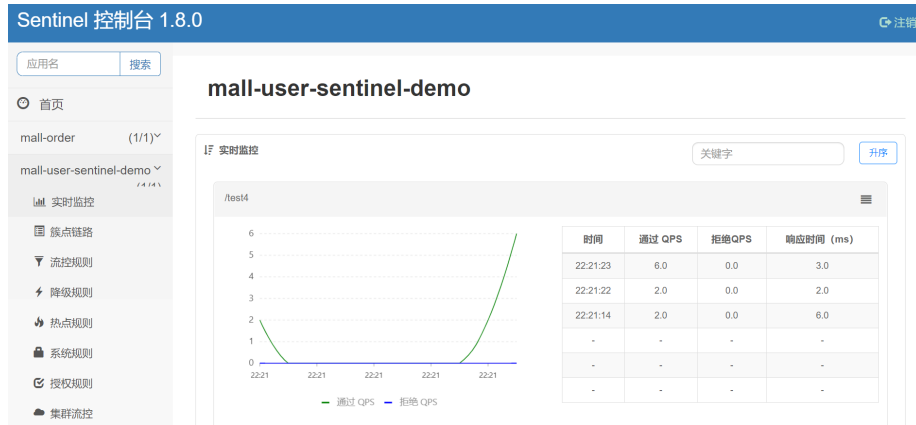 Sentinel 控制台 1.8.0
注销
应用名 搜索
首页
mall-order (1/1)
mall-user-sentinel-demo
(1/1)
实时监控
簇点链路
流控规则
降级规则
热点规则
系统规则
授权规则
集群流控
mall-user-sentinel-demo
实时监控 关键字 升序
/test4
6
5
4
3
2
1
0
22:21 22:21 22:21 22:21 22:21
通过 QPS 拒绝 QPS
时间 通过 QPS 拒绝QPS 响应时间（ms）
22:21:23 6.0 0.0 3.0
22:21:22 2.0 0.0 2.0
22:21:14 2.0 0.0 6.0
- - - -
- - - -
- - - -